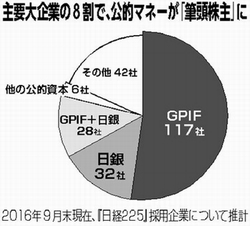 主要大企業の8割で、公的マネーが「筆頭株主」に
その他 42社
他の公的資本 6社
GPIF+日銀
28社
日銀
32社
GPIF
117社
2016年9月末現在、『日経225』採用企業について推計